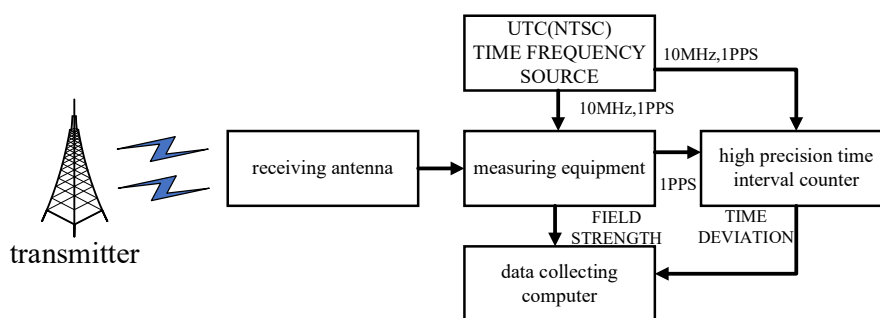 UTC(NTSC)
TIME FREQUENCY
SOURCE
10MHz,1PPS
10MHz,1PPS
receiving antenna
measuring equipment
1PPS
high precision time
interval counter
transmitter
FIELD
STRENGTH
TIME
DEVIATION
data collecting
computer